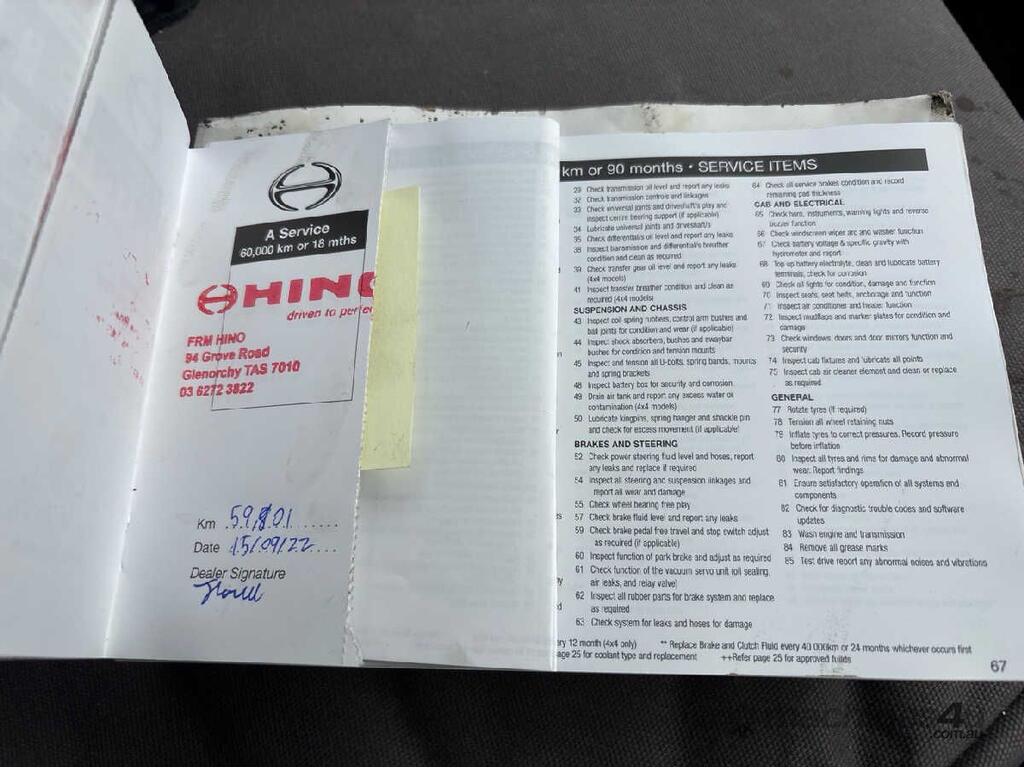 A Service
60,000 km or 18 mths
HINO
driven to perfe
FRM HINO
94 Grove Road
Glenorchy TAS 7010
03 6272 3822
Km 59,801
Date 15/09/22
Dealer Signature
km or 90 months • SERVICE ITEMS
29 Check transmission oil level and report any leaks
32 Check transmission controls and linkages
33 Check universal joints and driveshaft's play and
inspect centre bearing support (if applicable)
34 Lubricate universal joints and driveshaft/s
35 Check differential/s oil level and report any leaks
38 Inspect transmission and differential/s breather
condition and clean as required
39 Check transfer gear oil level and report any leaks
(4x4 models)
41 Inspect transfer breather condition and clean as
required (4x4 models)
SUSPENSION AND CHASSIS
43 Inspect coil spring rubbers, control arm bushes and
ball joints for condition and wear (if applicable)
44 Inspect shock absorbers, bushes and swaybar
bushes for condition and tension mounts
45 Inspect and tension all U-bolts, spring bands, mounts
and spring brackets
48 Inspect battery box for security and corrosion
49 Drain air tank and report any excess water oil
contamination (4x4 models)
50 Lubricate kingpins, spring hanger and shackle pin
and check for excess movement (if applicable)
BRAKES AND STEERING
52 Check power steering fluid level and hoses, report
any leaks and replace if required
54 Inspect all steering and suspension linkages and
report all wear and damage
55 Check wheel bearing free play
57 Check brake fluid level and report any leaks
59 Check brake pedal free travel and stop switch adjust
as required (if applicable)
60 Inspect function of park brake and adjust as required
61 Check function of the vacuum servo unit (oil sealing,
air leaks, and relay valve)
62 Inspect all rubber parts for brake system and replace
as required
63 Check system for leaks and hoses for damage
64 Check all service brakes condition and record
remaining pad thickness
CAB AND ELECTRICAL
65 Check horn, instruments, warning lights and reverse
buzzer function
66 Check windscreen wiper arc and washer function
67 Check battery voltage & specific gravity with
hydrometer and report
68 Top up battery electrolyte, clean and lubricate battery
terminals, check for corrosion
69 Check all lights for condition, damage and function
70 Inspect seats, seat belts, anchorage and function
71 Inspect air conditioner and heater function
72 Inspect mudflaps and marker plates for condition and
damage
73 Check windows, doors and door mirrors function and
security
74 Inspect cab fixtures and lubricate all points
75 Inspect cab air cleaner element and clean or replace
as required
GENERAL
77 Rotate tyres (if required)
78 Tension all wheel retaining nuts
79 Inflate tyres to correct pressures. Record pressure
before inflation
80 Inspect all tyres and rims for damage and abnormal
wear. Report findings
81 Ensure satisfactory operation of all systems and
components
82 Check for diagnostic trouble codes and software
updates
83 Wash engine and transmission
84 Remove all grease marks
85 Test drive report any abnormal noises and vibrations
ry 12 month (4x4 only) ** Replace Brake and Clutch Fluid every 40 000km or 24 months whichever occurs first
age 25 for coolant type and replacement ++Refer page 25 for approved fluids
67
.com.au